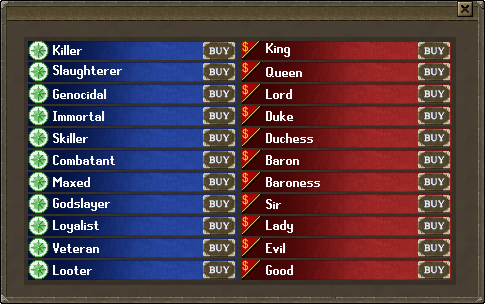 Killer BUY $ King BUY
Slaughterer BUY $ Queen BUY
Genocidal BUY $ Lord BUY
Immortal BUY $ Duke BUY
Skiller BUY $ Duchess BUY
Combatant BUY $ Baron BUY
Maxed BUY $ Baroness BUY
Godslayer BUY $ Sir BUY
Loyalist BUY $ Lady BUY
Veteran BUY $ Evil BUY
Looter BUY $ Good BUY